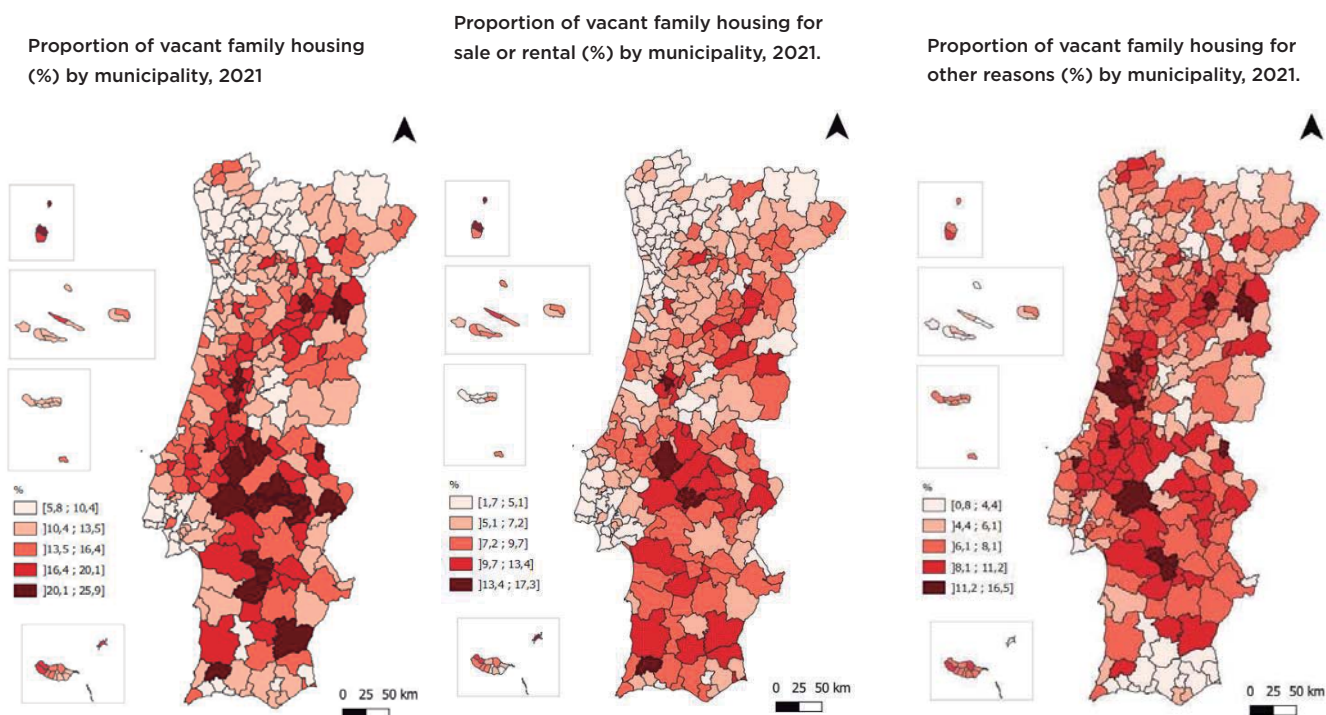 Proportion of vacant family housing
(%) by municipality, 2021
Proportion of vacant family housing for
sale or rental (%) by municipality, 2021.
Proportion of vacant family housing for
other reasons (%) by municipality, 2021.
%
[5,8 ; 10,4]
]10,4 ; 13,5]
]13,5 ; 16,4]
]16,4 ; 20,1]
]20,1 ; 25,9]
0 25 50 km
%
[1,7 ; 5,1]
]5,1 ; 7,2]
]7,2 ; 9,7]
]9,7 ; 13,4]
]13,4 ; 17,3]
0 25 50 km
%
[0,8 ; 4,4]
]4,4 ; 6,1]
]6,1 ; 8,1]
]8,1 ; 11,2]
]11,2 ; 16,5]
0 25 50 km